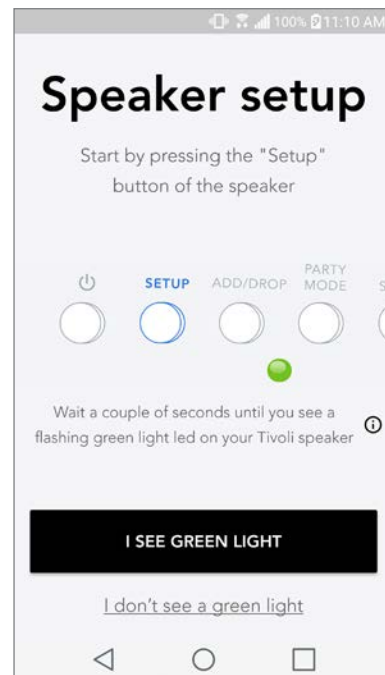 100% 11:10 AM
Speaker setup
Start by pressing the "Setup"
button of the speaker
PARTY
SETUP ADD/DROP MODE S
Wait a couple of seconds until you see a
flashing green light led on your Tivoli speaker
I SEE GREEN LIGHT
I don't see a green light